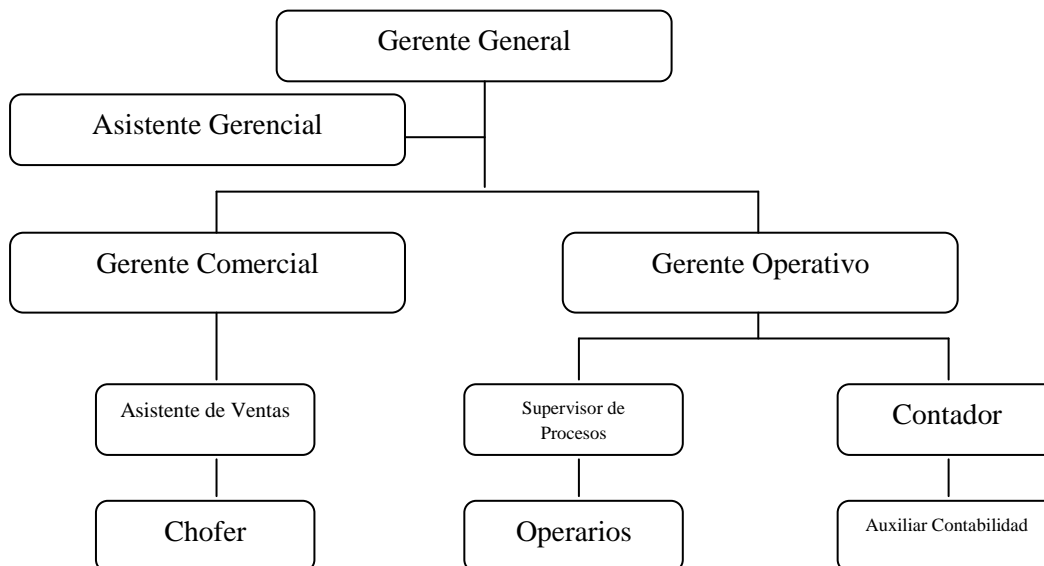 Gerente General
Asistente Gerencial
Gerente Comercial
Gerente Operativo
Asistente de Ventas
Supervisor de
Procesos
Contador
Chofer
Operarios
Auxiliar Contabilidad